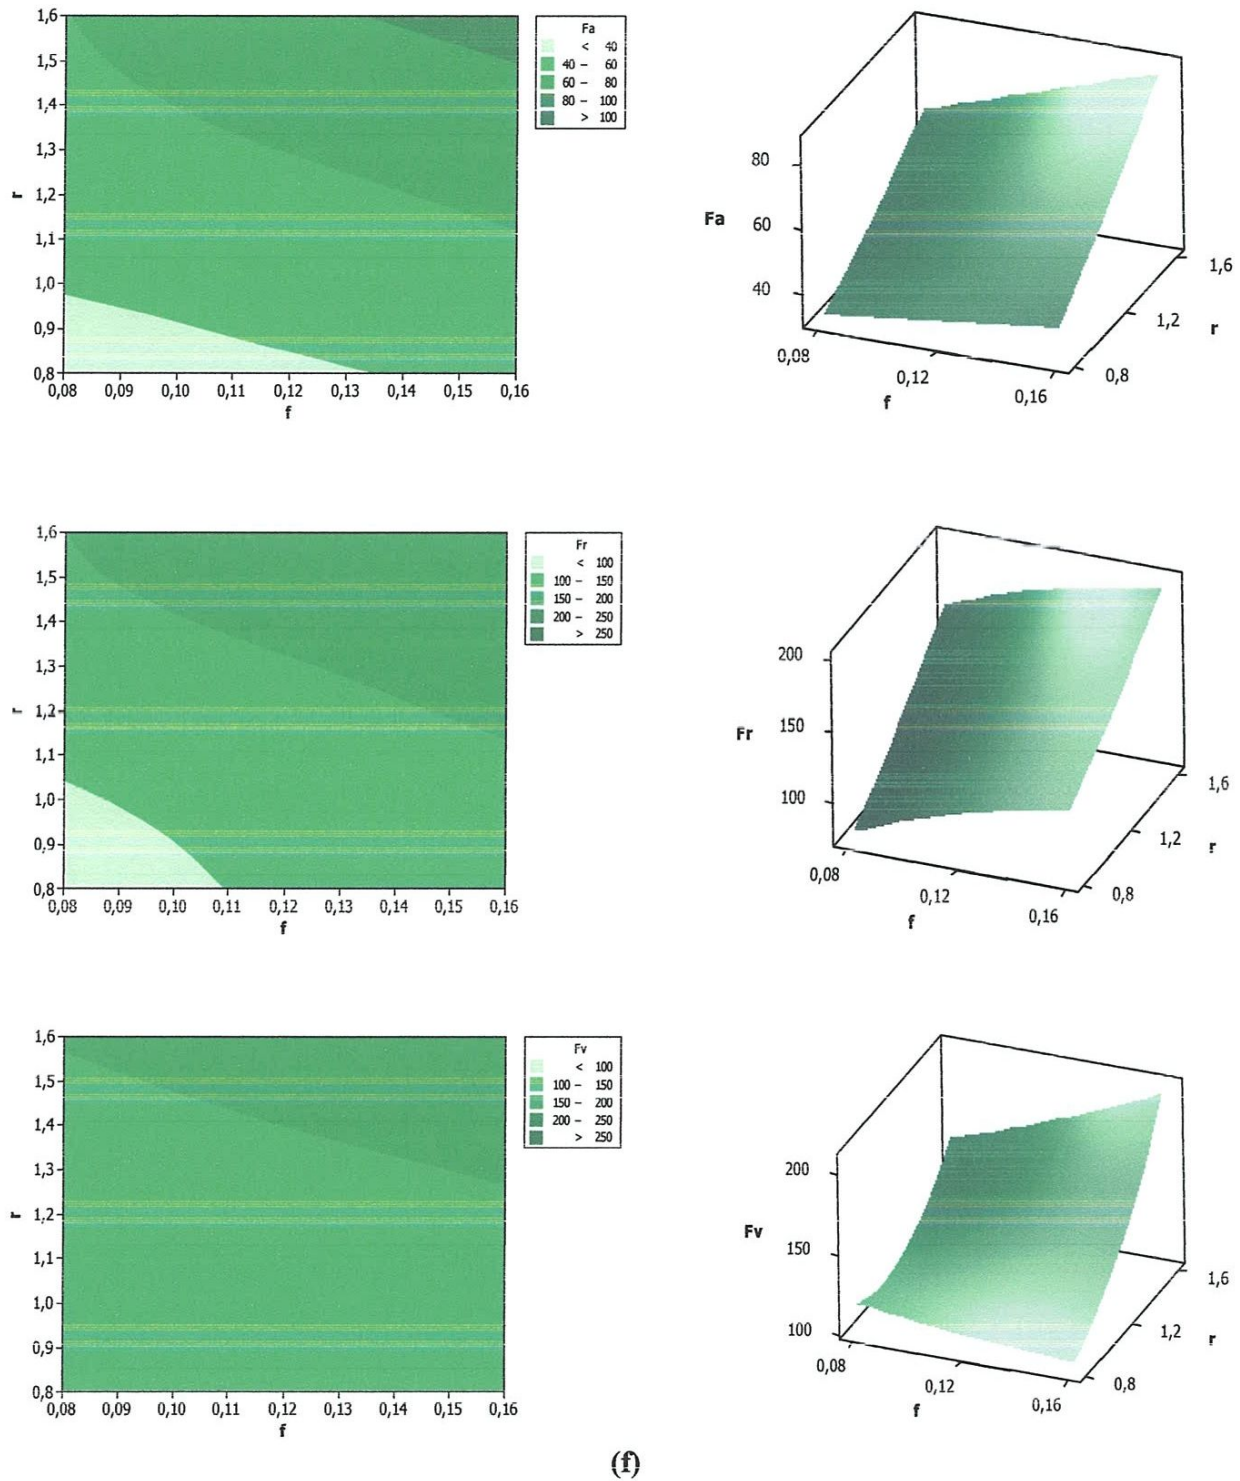 1,6
1,5
1,4
1,3
1,2
1,1
1,0
0,9
0,8
r
0,08 0,09 0,10 0,11 0,12 0,13 0,14 0,15 0,16
f
Fa
< 40
40 – 60
60 – 80
80 – 100
> 100
80
60
40
Fa
0,08
0,12
0,16
f
0,8
1,2
1,6
r
1,6
1,5
1,4
1,3
1,2
1,1
1,0
0,9
0,8
r
0,08 0,09 0,10 0,11 0,12 0,13 0,14 0,15 0,16
f
Fr
< 100
100 – 150
150 – 200
200 – 250
> 250
200
150
100
Fr
0,08
0,12
0,16
f
0,8
1,2
1,6
r
1,6
1,5
1,4
1,3
1,2
1,1
1,0
0,9
0,8
r
0,08 0,09 0,10 0,11 0,12 0,13 0,14 0,15 0,16
f
Fv
< 100
100 – 150
150 – 200
200 – 250
> 250
200
150
100
Fv
0,08
0,12
0,16
f
0,8
1,2
1,6
r
(f)